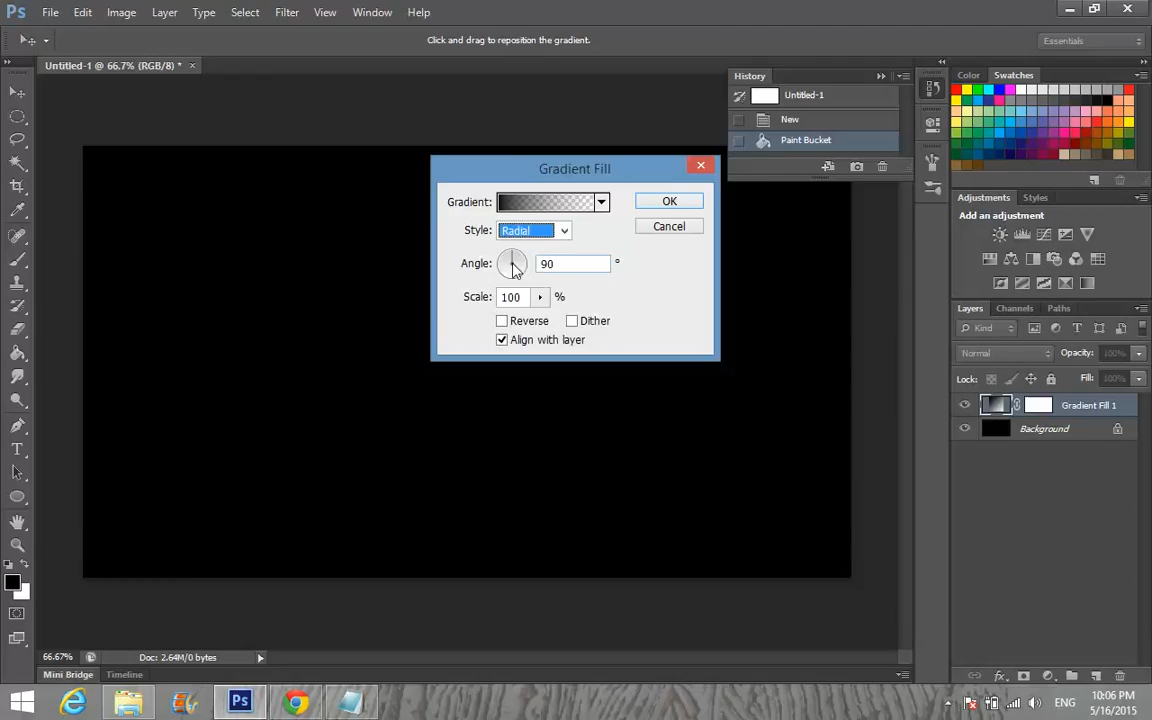 Ps File Edit Image Layer Type Select Filter View Window Help
Click and drag to reposition the gradient.
Essentials
Untitled-1 @ 66.7% (RGB/8) *
History
Untitled-1
New
Paint Bucket
Color Swatches
Gradient Fill
Gradient:
OK
Style: Radial
Cancel
Angle: 90 °
Scale: 100 %
Reverse Dither
Align with layer
Adjustments Styles
Add an adjustment
Layers Channels Paths
Kind
Normal Opacity: 100%
Lock: Fill: 100%
Gradient Fill 1
Background
66.67% Doc: 2.64M/0 bytes
Mini Bridge Timeline
Ps
ENG
10:06 PM
5/16/2015